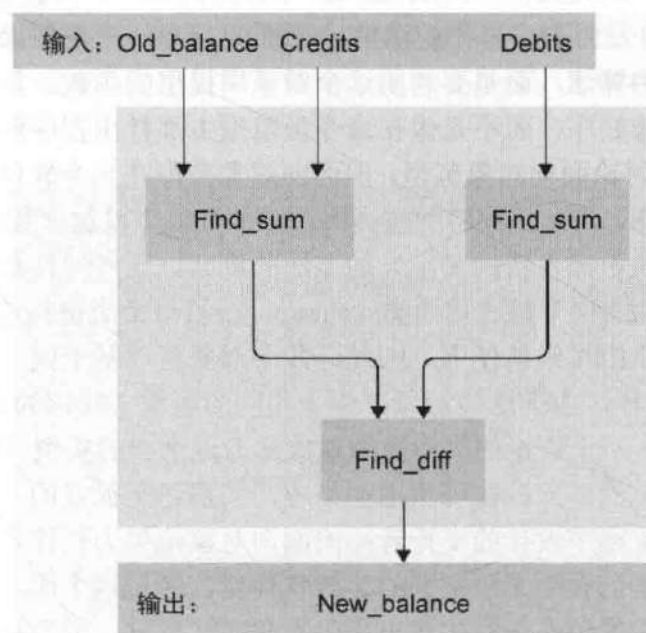 输入： Old_balance Credits Debits
Find_sum Find_sum
Find_diff
输出： New_balance